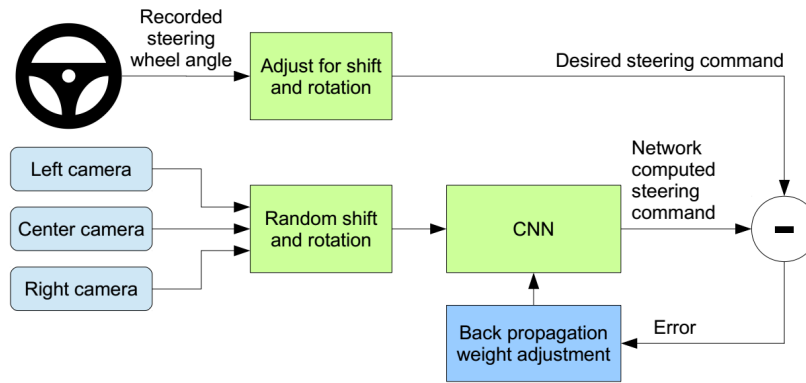 Recorded
steering
wheel angle
Adjust for shift
and rotation
Desired steering command
Left camera
Center camera
Right camera
Random shift
and rotation
CNN
Network
computed
steering
command
-
Back propagation
weight adjustment
Error